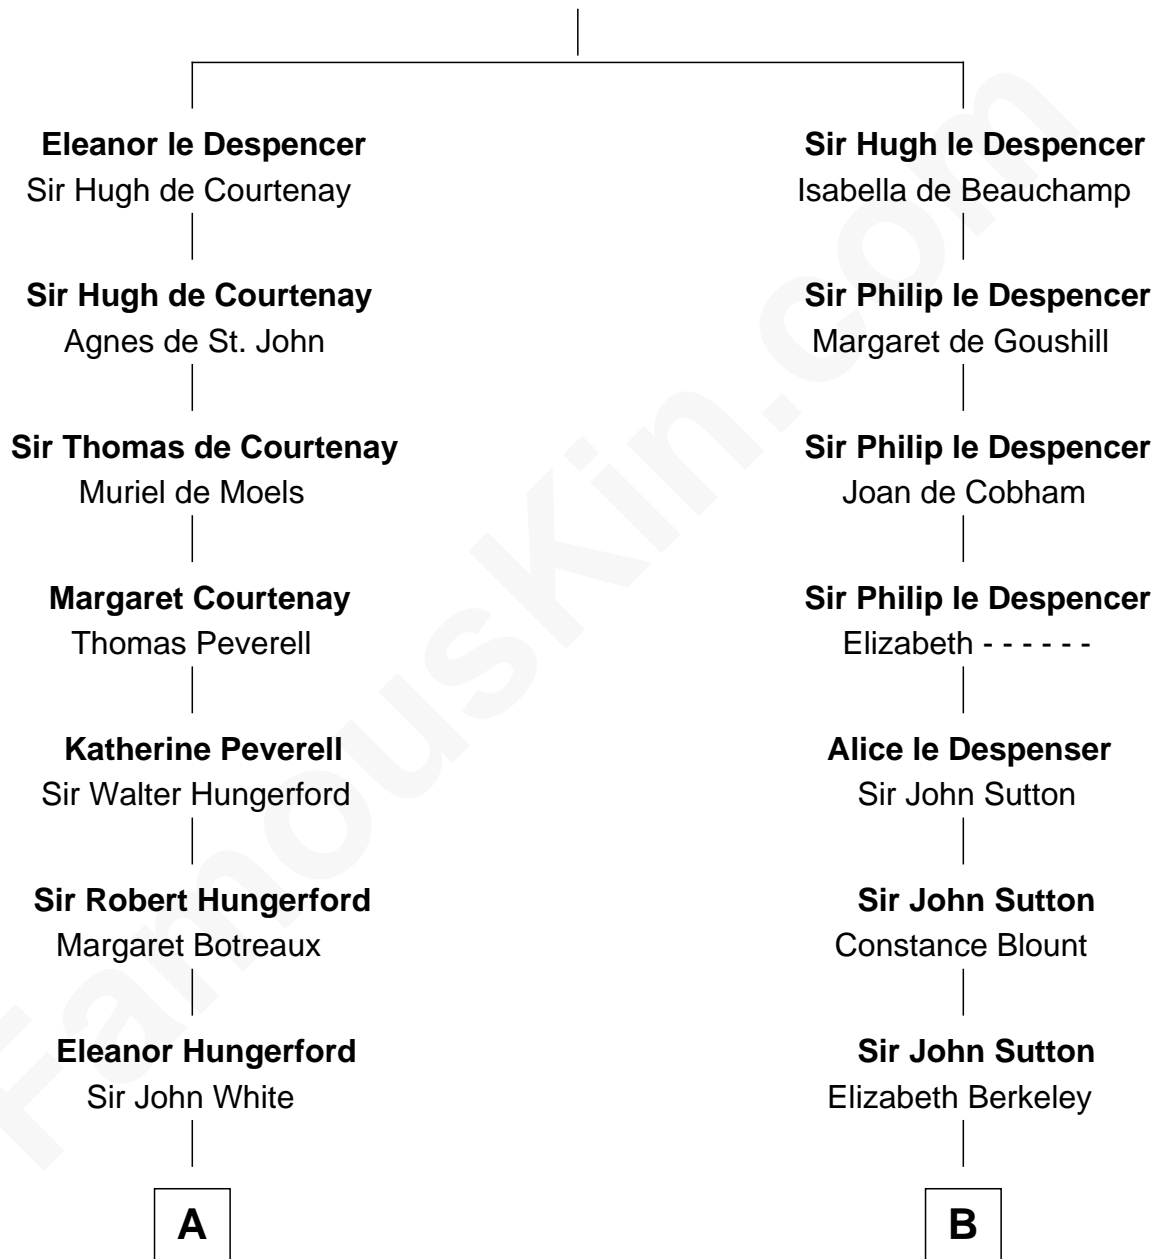 Eleanor le Despencer
Sir Hugh de Courtenay
Sir Hugh de Courtenay
Agnes de St. John
Sir Thomas de Courtenay
Muriel de Moels
Margaret Courtenay
Thomas Peverell
Katherine Peverell
Sir Walter Hungerford
Sir Robert Hungerford
Margaret Botreaux
Eleanor Hungerford
Sir John White
A
Sir Hugh le Despencer
Isabella de Beauchamp
Sir Philip le Despencer
Margaret de Goushill
Sir Philip le Despencer
Joan de Cobham
Sir Philip le Despencer
Elizabeth - - - - - -
Alice le Despenser
Sir John Sutton
Sir John Sutton
Constance Blount
Sir John Sutton
Elizabeth Berkeley
B
FamousKin.com